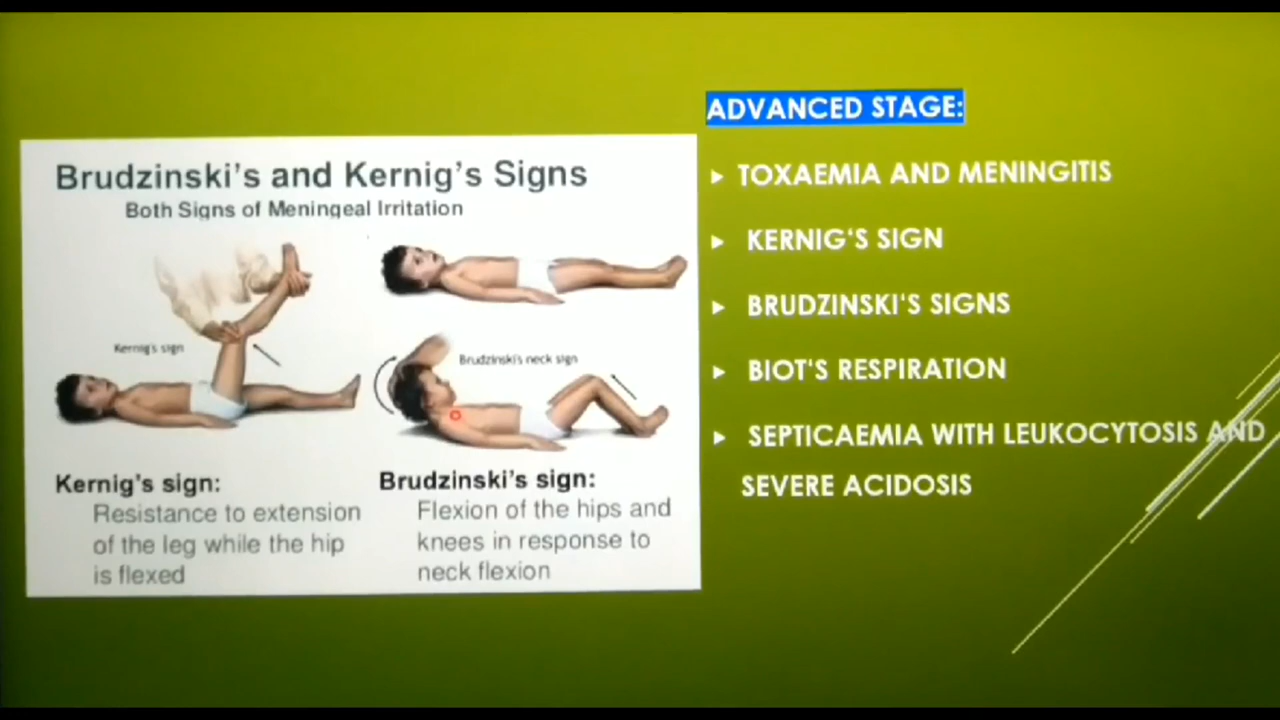 Brudzinski's and Kernig's Signs
Both Signs of Meningeal Irritation
Kernig's sign
Brudzinski's neck sign
Kernig's sign:
Resistance to extension
of the leg while the hip
is flexed
Brudzinski's sign:
Flexion of the hips and
knees in response to
neck flexion
ADVANCED STAGE:
TOXAEMIA AND MENINGITIS
KERNIG'S SIGN
BRUDZINSKI'S SIGNS
BIOT'S RESPIRATION
SEPTICAEMIA WITH LEUKOCYTOSIS AND
SEVERE ACIDOSIS